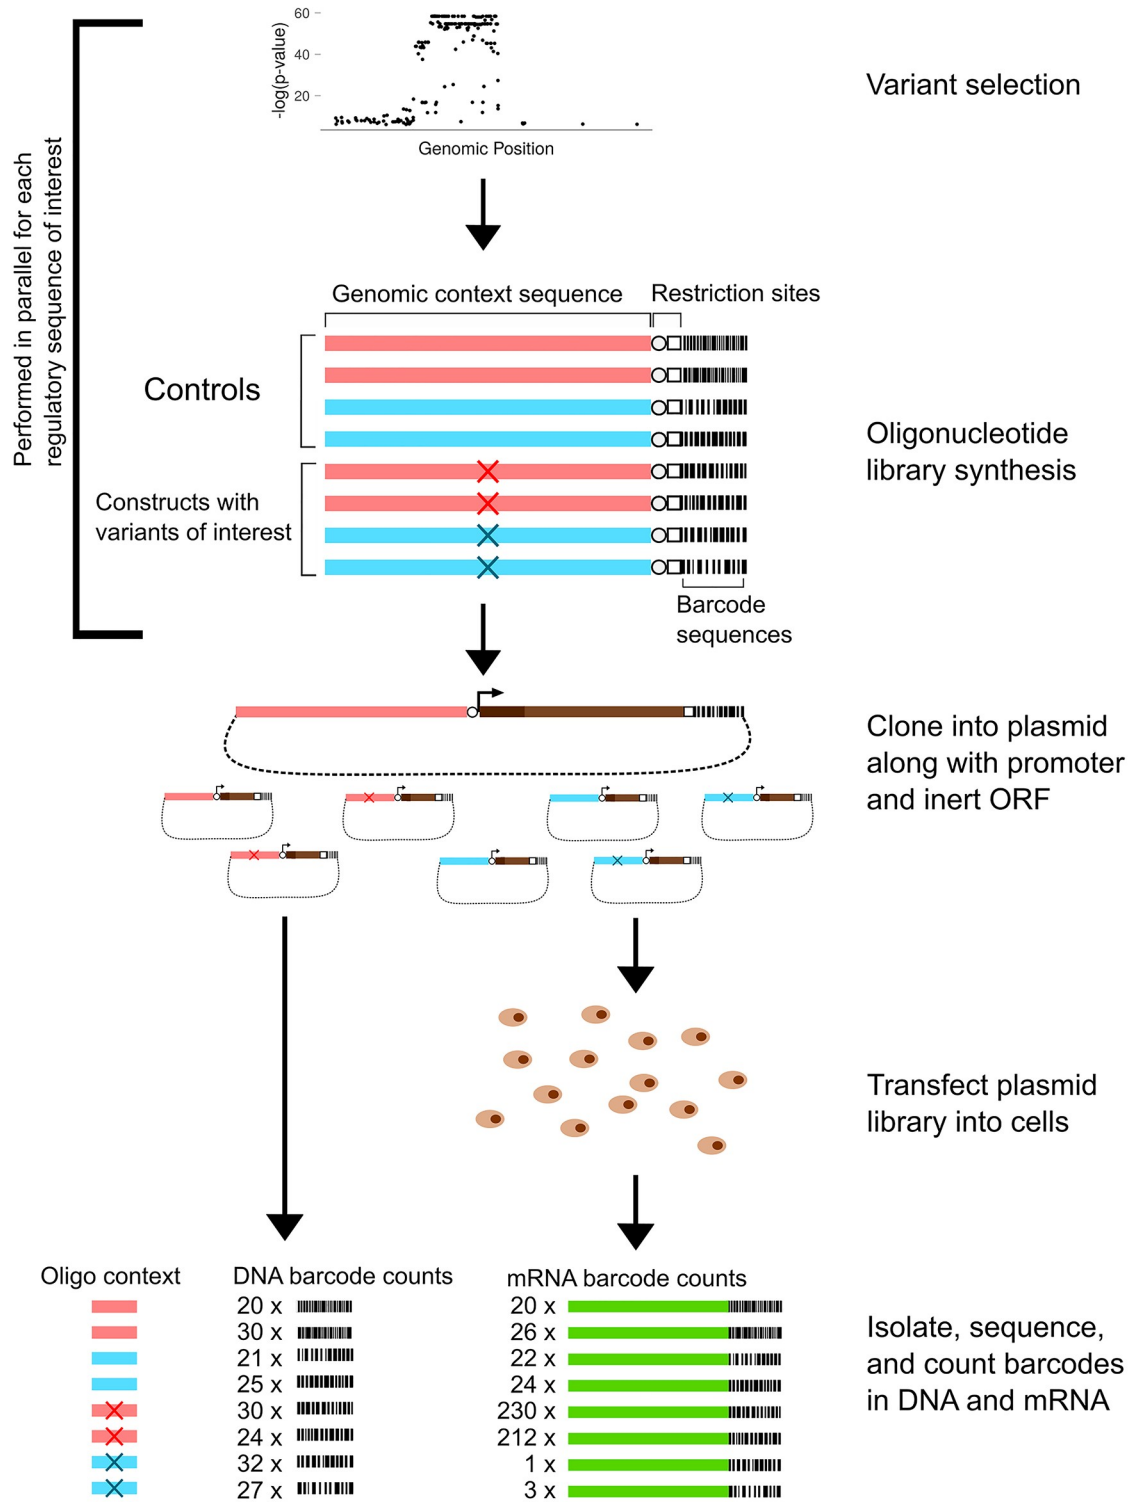 60
40
20
-log(p-value)
Genomic Position
Variant selection
Performed in parallel for each
regulatory sequence of interest
Genomic context sequence
Restriction sites
Controls
Constructs with
variants of interest
Oligonucleotide
library synthesis
Barcode
sequences
Clone into plasmid
along with promoter
and inert ORF
Transfect plasmid
library into cells
Oligo context
DNA barcode counts
mRNA barcode counts
20 x
20 x
30 x
26 x
21 x
22 x
25 x
24 x
30 x
230 x
24 x
212 x
32 x
1 x
27 x
3 x
Isolate, sequence,
and count barcodes
in DNA and mRNA